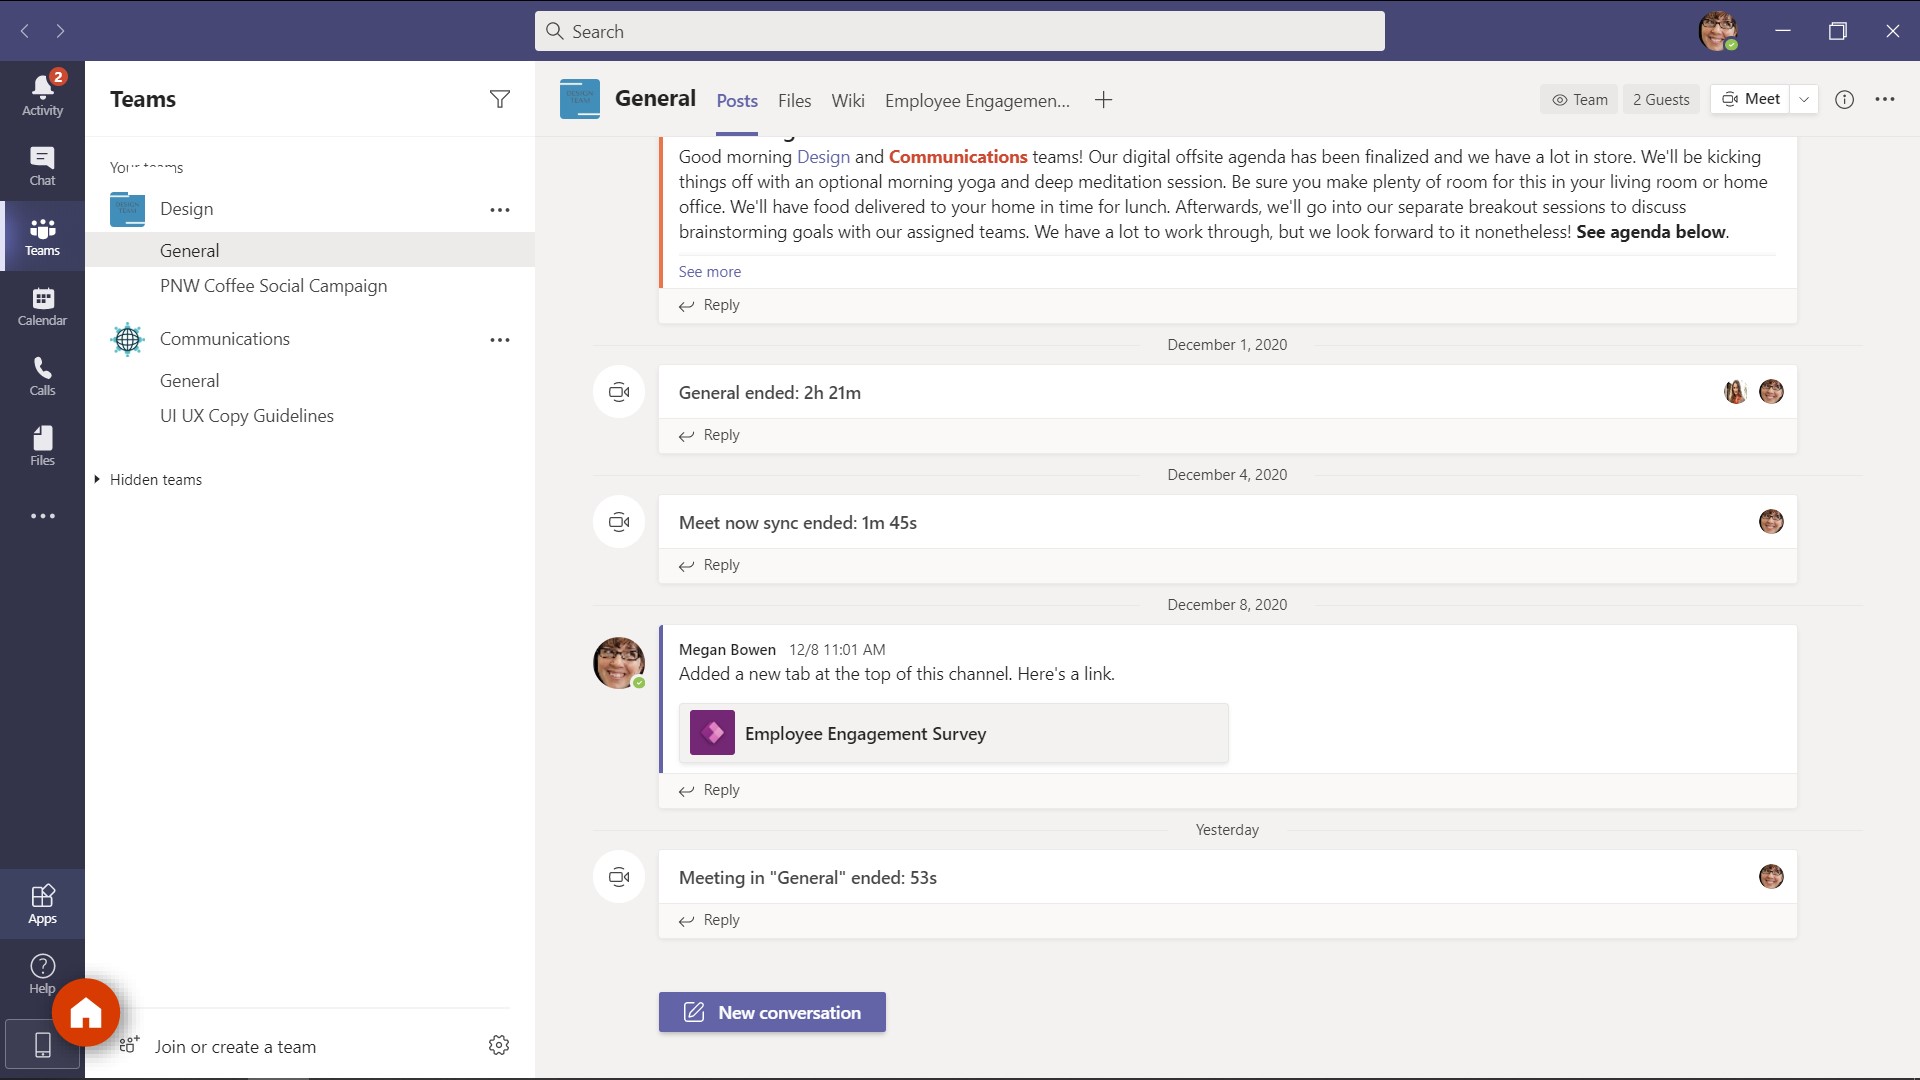 Search
2
Activity
Chat
Teams
Calendar
Calls
Files
Apps
Help
Teams
Your teams
Design
General
PNW Coffee Social Campaign
Communications
General
UI UX Copy Guidelines
Hidden teams
Join or create a team
DESIGN TEAM
General
Posts
Files
Wiki
Employee Engagemen...
Team
2 Guests
Meet
Good morning Design and Communications teams! Our digital offsite agenda has been finalized and we have a lot in store. We'll be kicking
things off with an optional morning yoga and deep meditation session. Be sure you make plenty of room for this in your living room or home
office. We'll have food delivered to your home in time for lunch. Afterwards, we'll go into our separate breakout sessions to discuss
brainstorming goals with our assigned teams. We have a lot to work through, but we look forward to it nonetheless! See agenda below.
See more
Reply
December 1, 2020
General ended: 2h 21m
Reply
December 4, 2020
Meet now sync ended: 1m 45s
Reply
December 8, 2020
Megan Bowen 12/8 11:01 AM
Added a new tab at the top of this channel. Here's a link.
Employee Engagement Survey
Reply
Yesterday
Meeting in "General" ended: 53s
Reply
New conversation